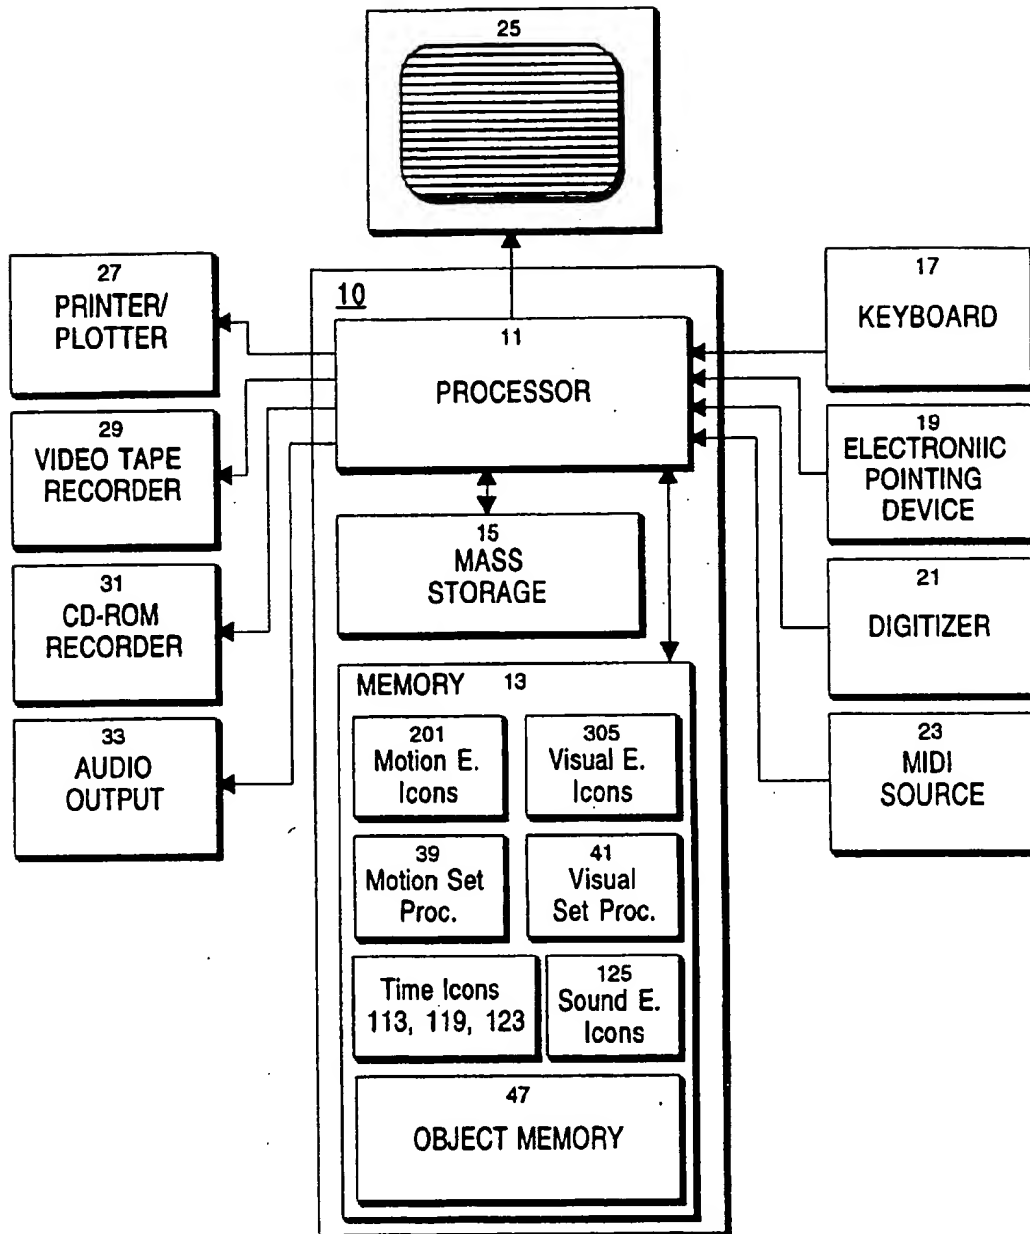 25
27
PRINTER/
PLOTTER
29
VIDEO TAPE
RECORDER
31
CD-ROM
RECORDER
33
AUDIO
OUTPUT
10
11
PROCESSOR
15
MASS
STORAGE
MEMORY 13
201
Motion E.
Icons
305
Visual E.
Icons
39
Motion Set
Proc.
41
Visual
Set Proc.
Time Icons
113, 119, 123
125
Sound E.
Icons
47
OBJECT MEMORY
17
KEYBOARD
19
ELECTRONIIC
POINTING
DEVICE
21
DIGITIZER
23
MIDI
SOURCE